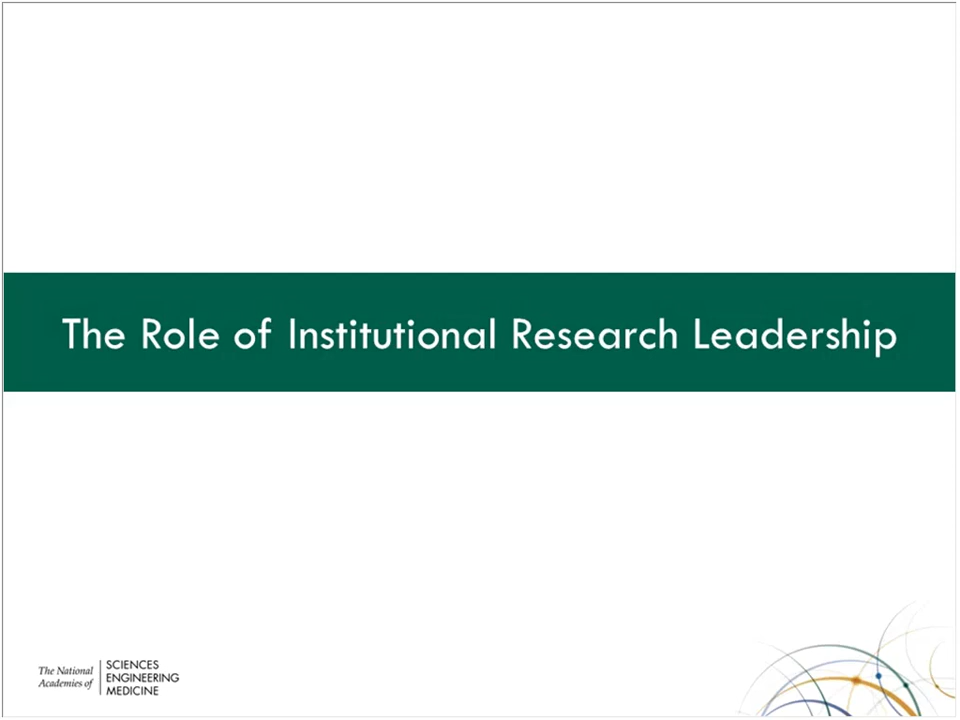 The Role of Institutional Research Leadership
The National
Academies of
SCIENCES
ENGINEERING
MEDICINE